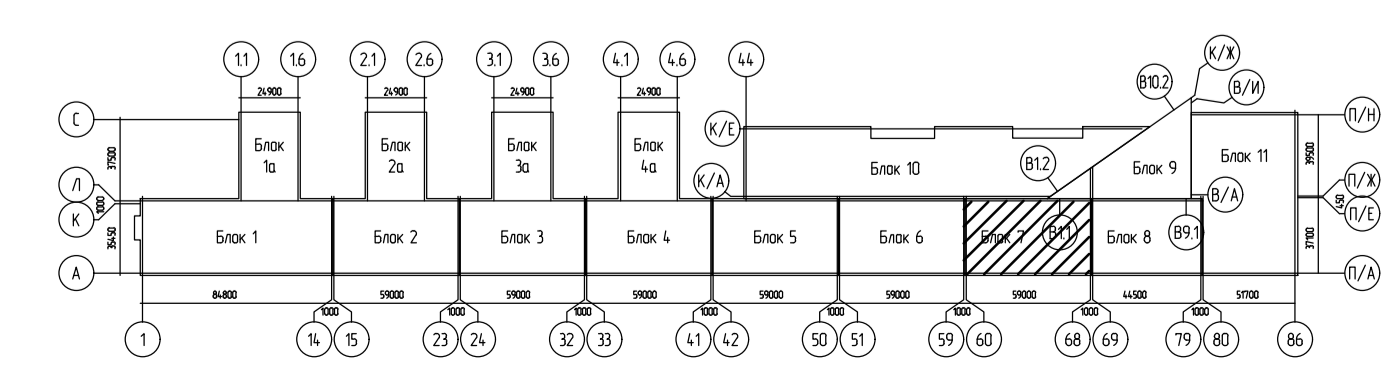 1.1 1.6 2.1 2.6 3.1 3.6 4.1 4.6 44 К/Ж
В10.2 В/И
24900 24900 24900 24900
С К/Е П/Н
Блок Блок Блок Блок
1а 2а 3а 4а
37500 Блок 10 В1.2 Блок 9 Блок 11 39500
Л К/А П/Ж
1000 В/А 450
К П/Е
35450 Блок 1 Блок 2 Блок 3 Блок 4 Блок 5 Блок 6 Блок 7 В1.1 Блок 8 В9.1 37100
А П/А
84800 59000 59000 59000 59000 59000 59000 44500 51700
1000 1000 1000 1000 1000 1000 1000 1000
1 14 15 23 24 32 33 41 42 50 51 59 60 68 69 79 80 86